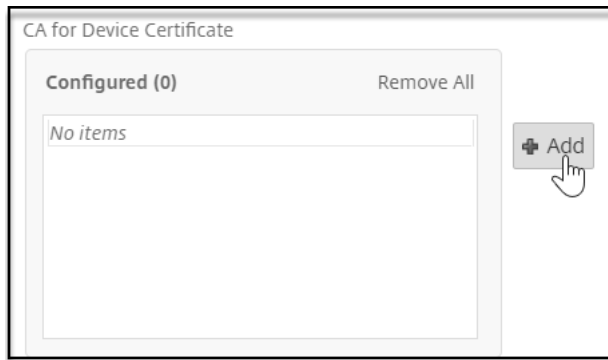 CA for Device Certificate
Configured (0) Remove All
No items
Add